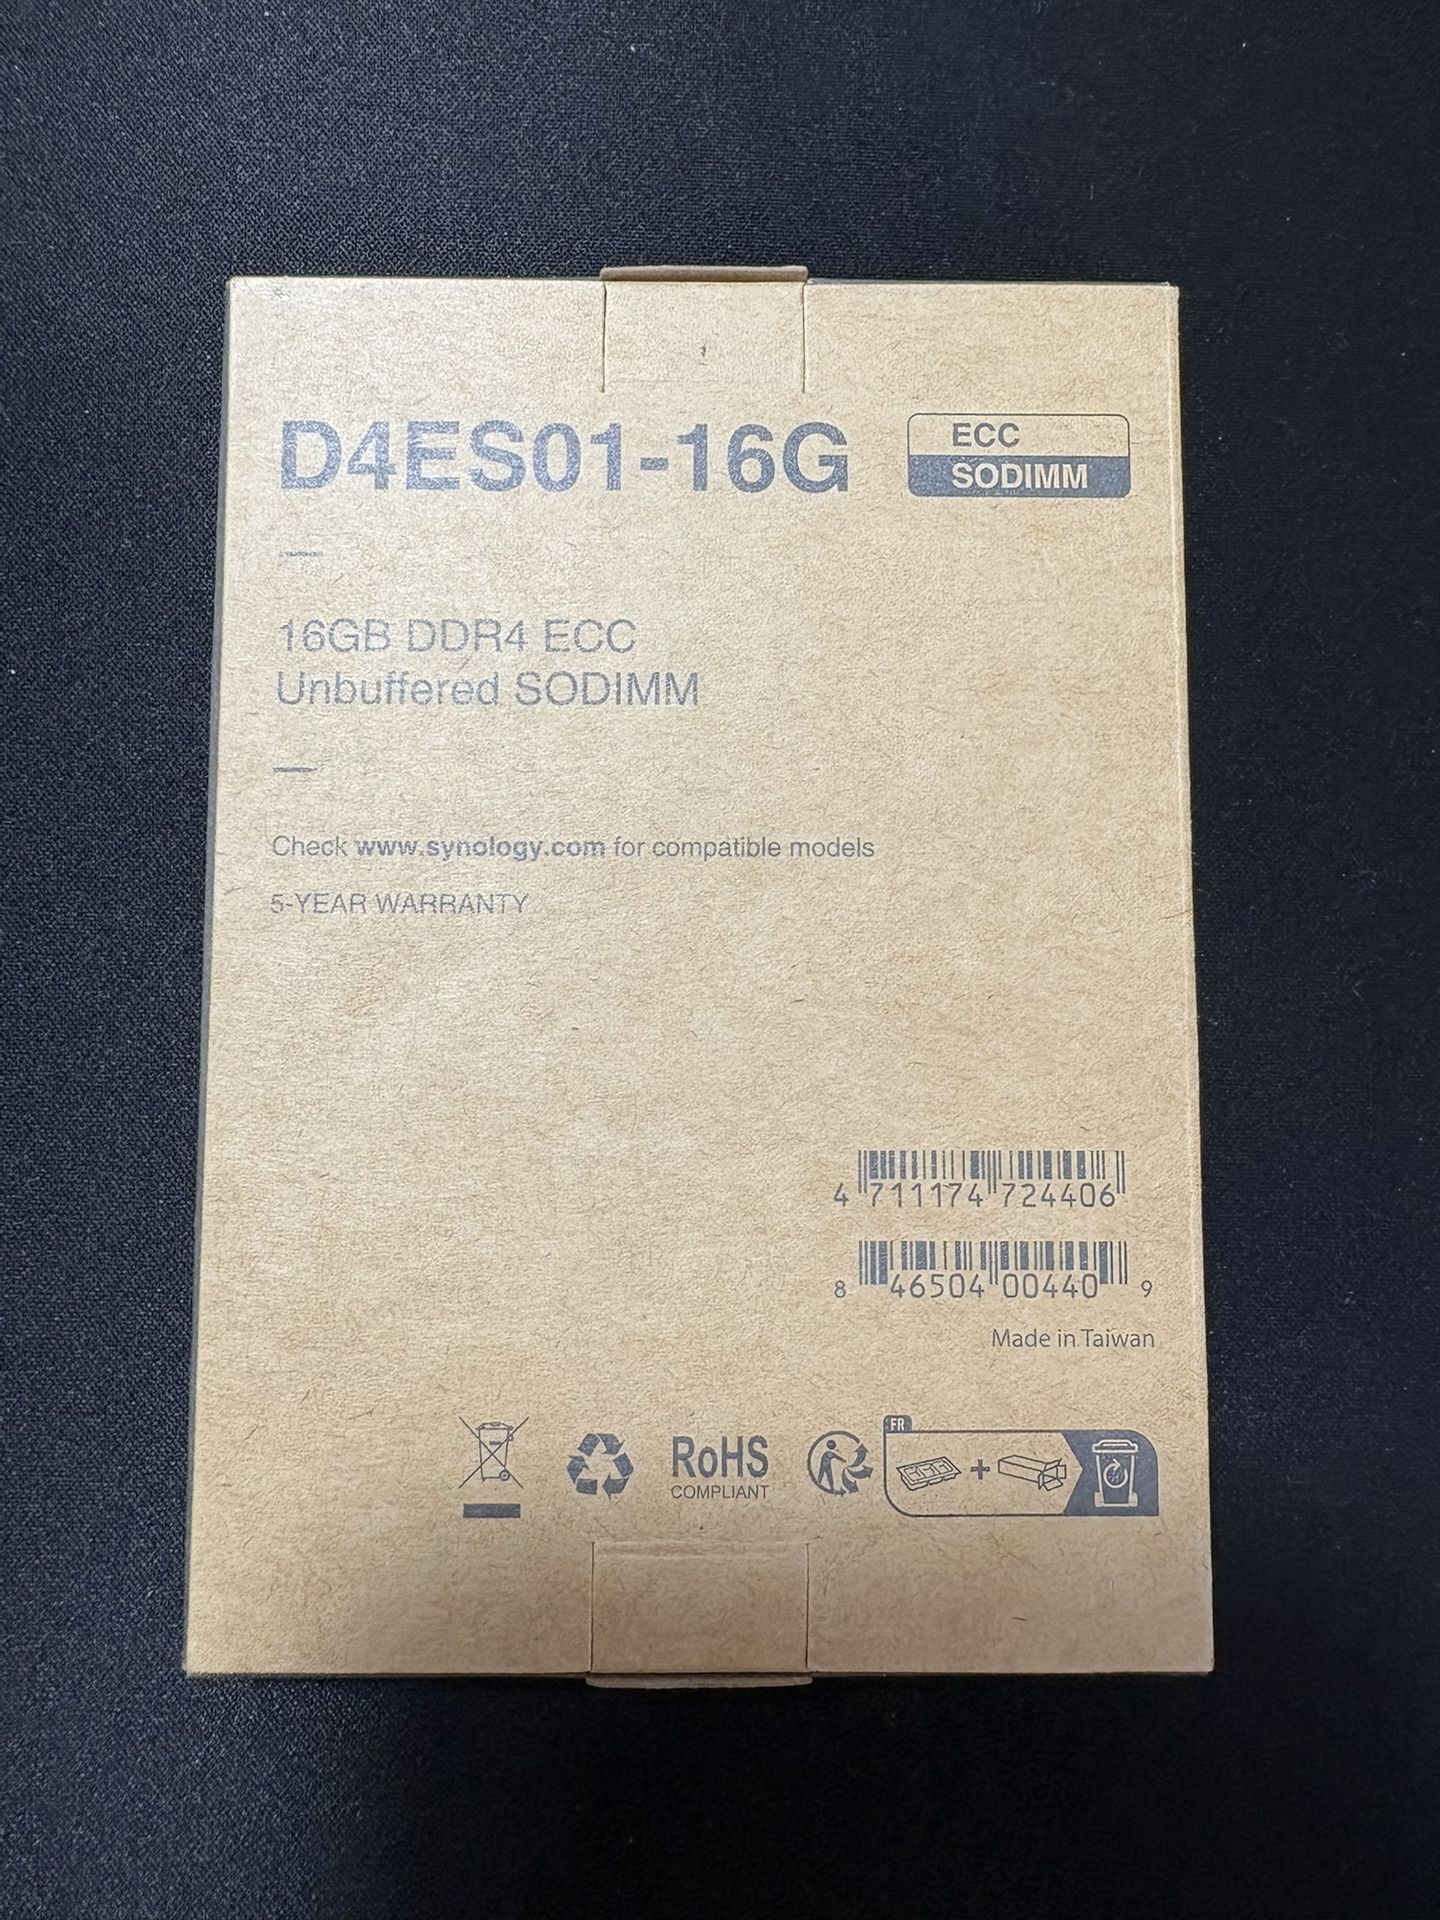 D4ES01-16G
ECC
SODIMM
16GB DDR4 ECC
Unbuffered SODIMM
Check www.synology.com for compatible models
5-YEAR WARRANTY
4 711174 724406
8 46504 00440 9
Made in Taiwan
RoHS
COMPLIANT
FR